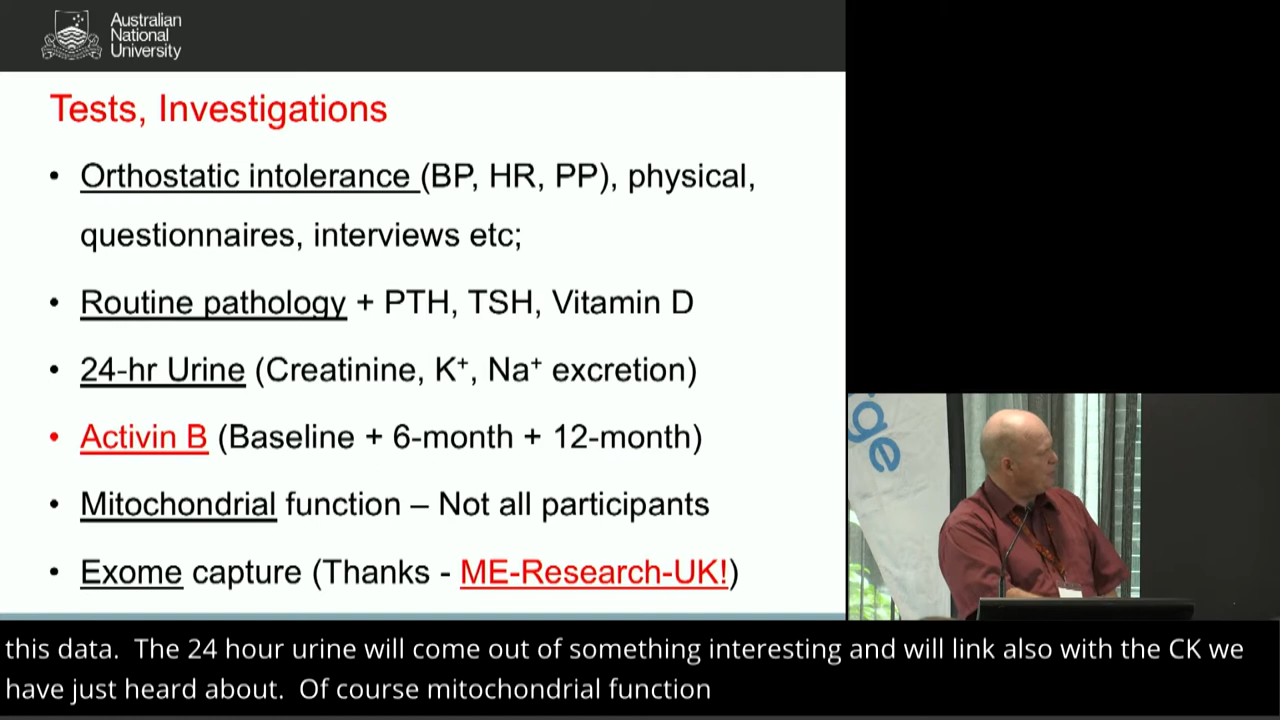 Australian
National
University
Tests, Investigations
• Orthostatic intolerance (BP, HR, PP), physical,
questionnaires, interviews etc;
• Routine pathology + PTH, TSH, Vitamin D
• 24-hr Urine (Creatinine, K⁺, Na⁺ excretion)
• Activin B (Baseline + 6-month + 12-month)
• Mitochondrial function – Not all participants
• Exome capture (Thanks - ME-Research-UK!)
this data.  The 24 hour urine will come out of something interesting and will link also with the CK we
have just heard about.  Of course mitochondrial function